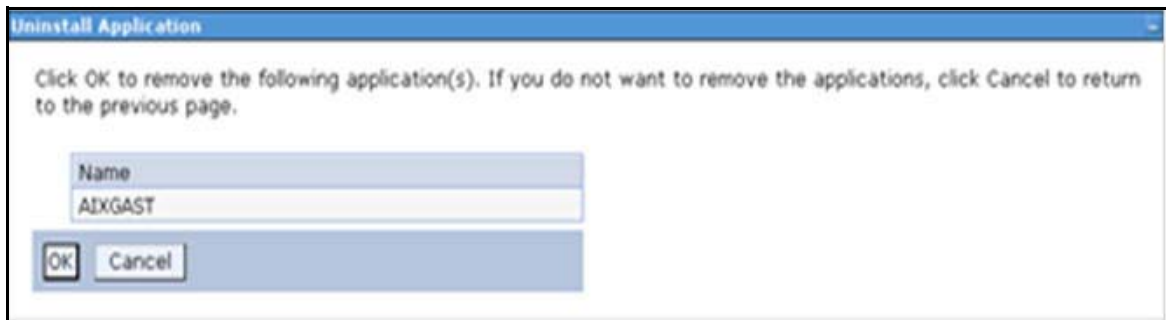 Uninstall Application
Click OK to remove the following application(s). If you do not want to remove the applications, click Cancel to return
to the previous page.
Name
AIXGAST
OK Cancel